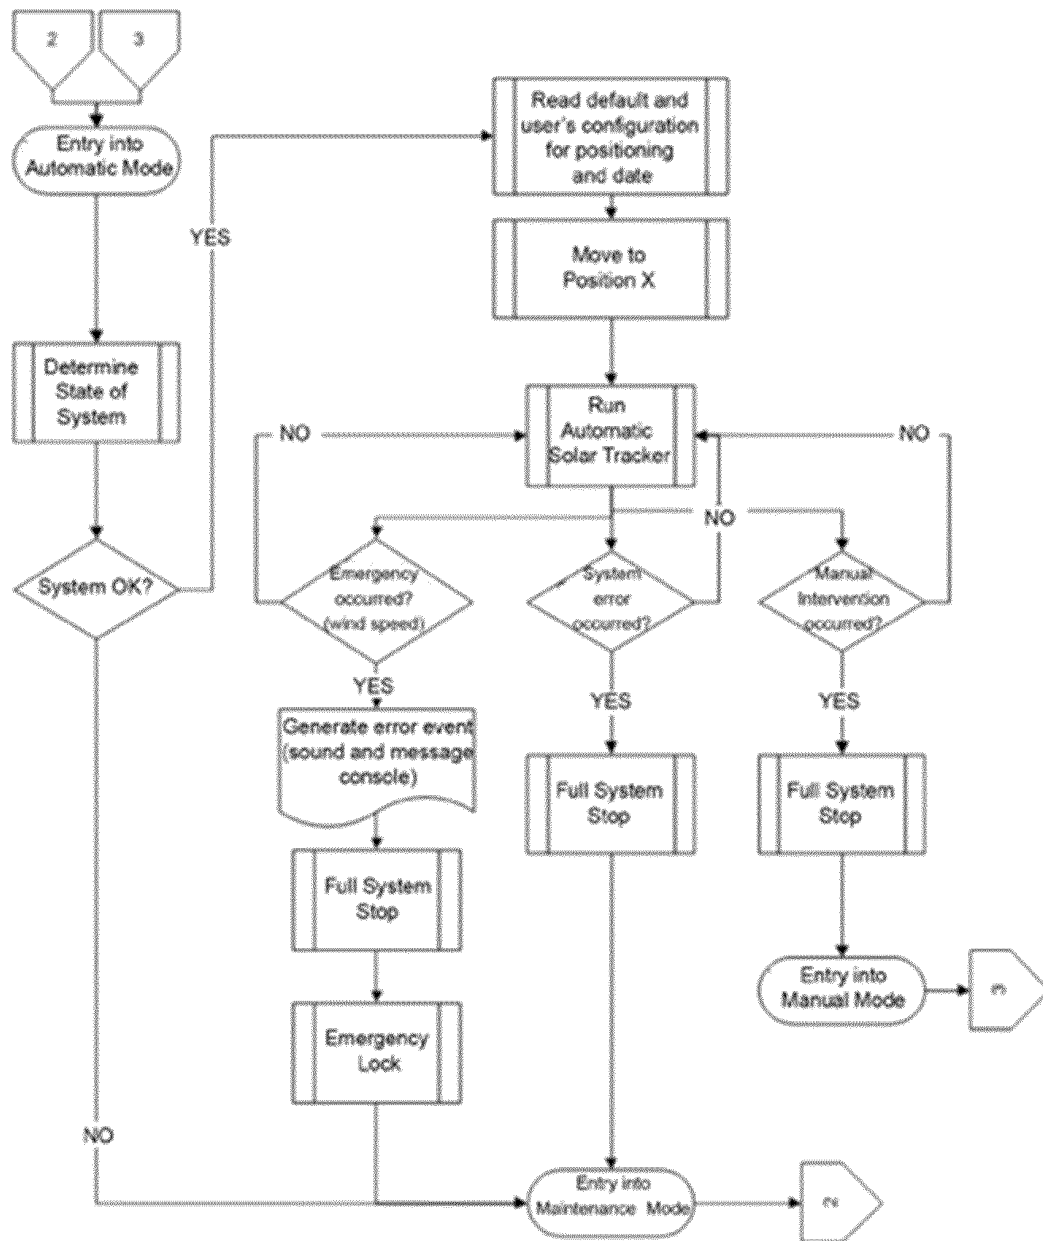 2
3
Entry into
Automatic Mode
Read default and
user's configuration
for positioning
and date
YES
Move to
Position X
Determine
State of
System
Run
Automatic
Solar Tracker
NO
NO
NO
System OK?
Emergency
occurred?
(wind speed)
System
error
occurred?
Manual
Intervention
occurred?
YES
YES
YES
Generate error event
(sound and message
console)
Full System
Stop
Full System
Stop
Full System
Stop
Entry into
Manual Mode
3
Emergency
Lock
NO
Entry into
Maintenance Mode
2